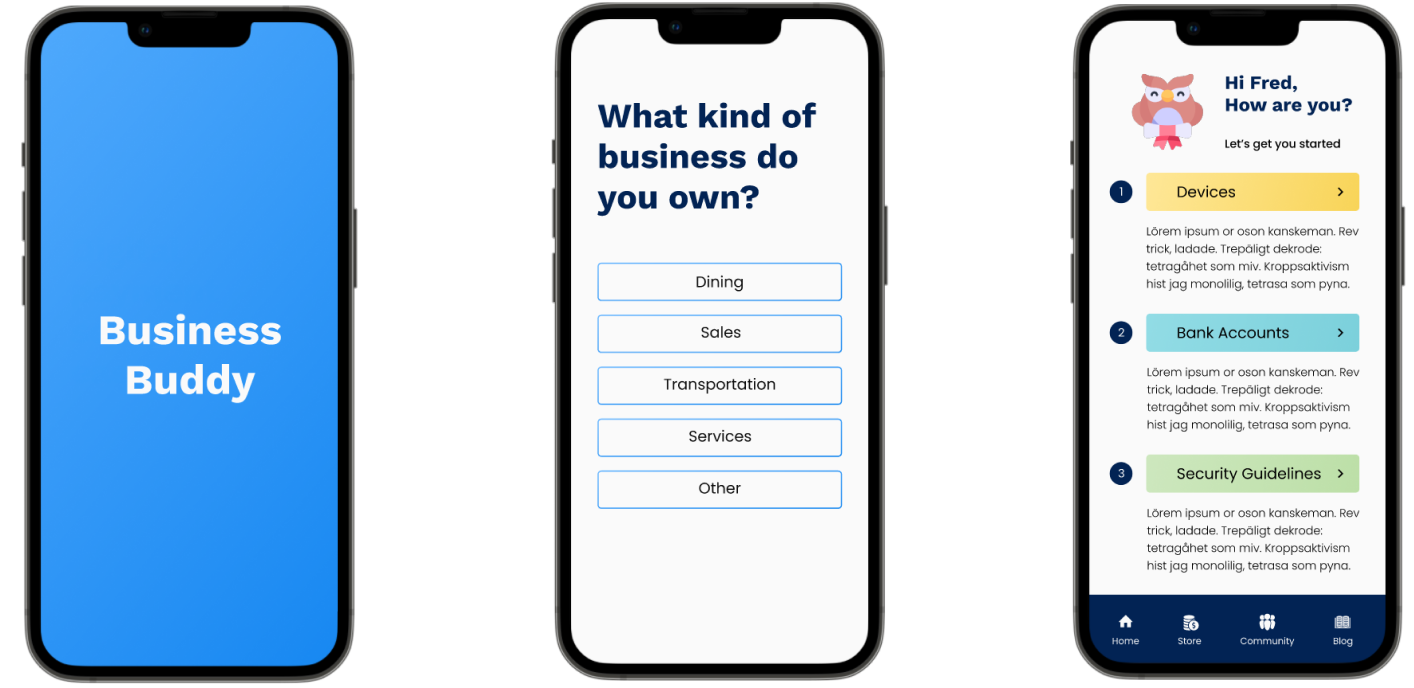 Business
Buddy
What kind of
business do
you own?
Dining
Sales
Transportation
Services
Other
Hi Fred,
How are you?
Let's get you started
1
Devices
Lörem ipsum or oson kanskeman. Rev
trick, ladade. Trepäligt dekrode:
tetragåhet som miv. Kroppsaktivism
hist jag monolilig, tetrasa som pyna.
2
Bank Accounts
Lörem ipsum or oson kanskeman. Rev
trick, ladade. Trepäligt dekrode:
tetragåhet som miv. Kroppsaktivism
hist jag monolilig, tetrasa som pyna.
3
Security Guidelines
Lörem ipsum or oson kanskeman. Rev
trick, ladade. Trepäligt dekrode:
tetragåhet som miv. Kroppsaktivism
hist jag monolilig, tetrasa som pyna.
Home
Store
Community
Blog